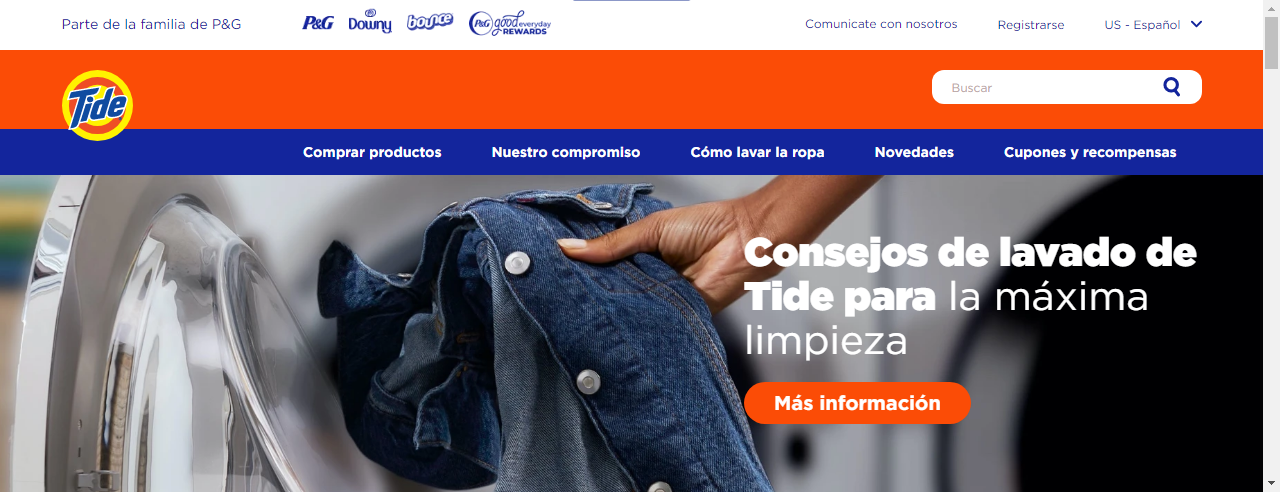 Parte de la familia de P&G
P&G
Downy
bounce
P&G good everyday
REWARDS
Comunicate con nosotros
Registrarse
US - Español
Tide
Buscar
Comprar productos
Nuestro compromiso
Cómo lavar la ropa
Novedades
Cupones y recompensas
Consejos de lavado de
Tide para la máxima
limpieza
Más información